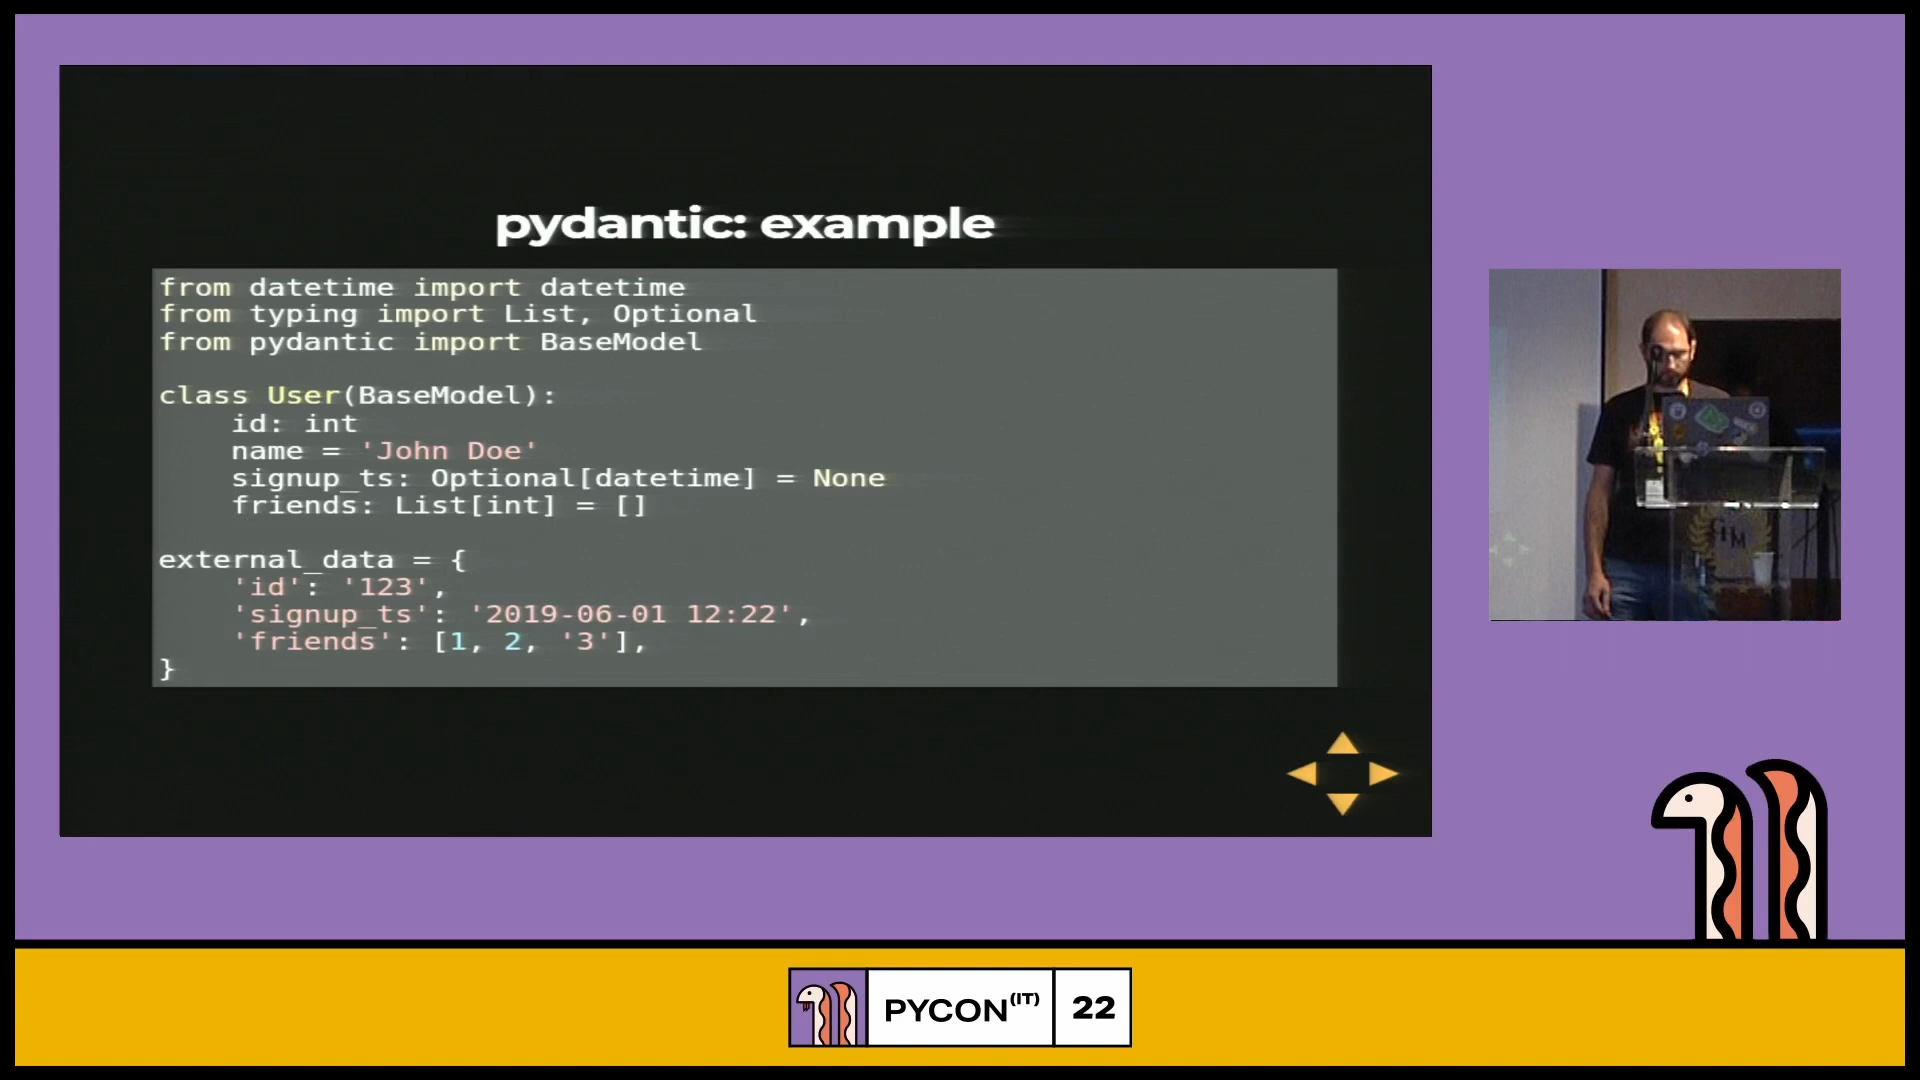 pydantic: example
from datetime import datetime
from typing import List, Optional
from pydantic import BaseModel
class User(BaseModel):
    id: int
    name = 'John Doe'
    signup_ts: Optional[datetime] = None
    friends: List[int] = []
external_data = {
    'id': '123',
    'signup_ts': '2019-06-01 12:22',
    'friends': [1, 2, '3'],
}
GHM
PYCON(IT) 22